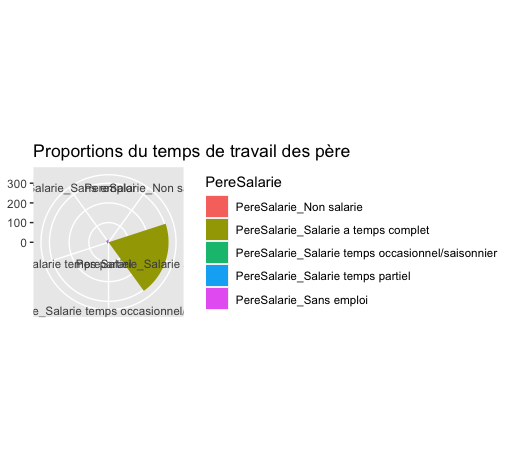 Proportions du temps de travail des père
300
200
100
0
alarie_Sans emploi
PereSalarie_Non sa
alarie temps partiel
PereSalarie_Salarie
e_Salarie temps occasionnel/
PereSalarie
PereSalarie_Non salarie
PereSalarie_Salarie a temps complet
PereSalarie_Salarie temps occasionnel/saisonnier
PereSalarie_Salarie temps partiel
PereSalarie_Sans emploi